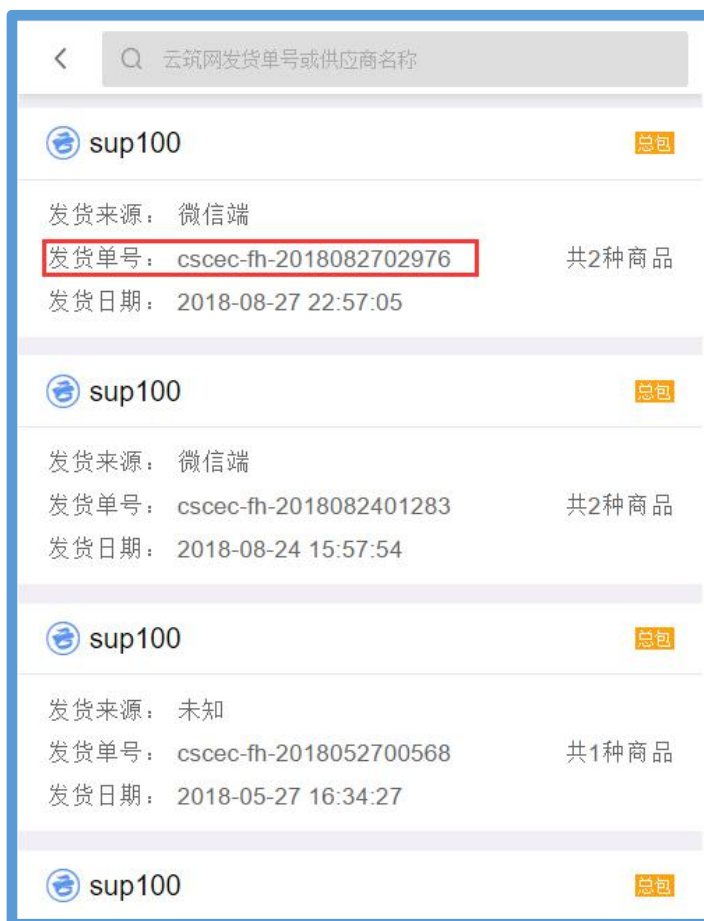 云筑网发货单号或供应商名称
sup100 总包
发货来源： 微信端
发货单号： cscec-fh-2018082702976 共2种商品
发货日期： 2018-08-27 22:57:05
sup100 总包
发货来源： 微信端
发货单号： cscec-fh-2018082401283 共2种商品
发货日期： 2018-08-24 15:57:54
sup100 总包
发货来源： 未知
发货单号： cscec-fh-2018052700568 共1种商品
发货日期： 2018-05-27 16:34:27
sup100 总包